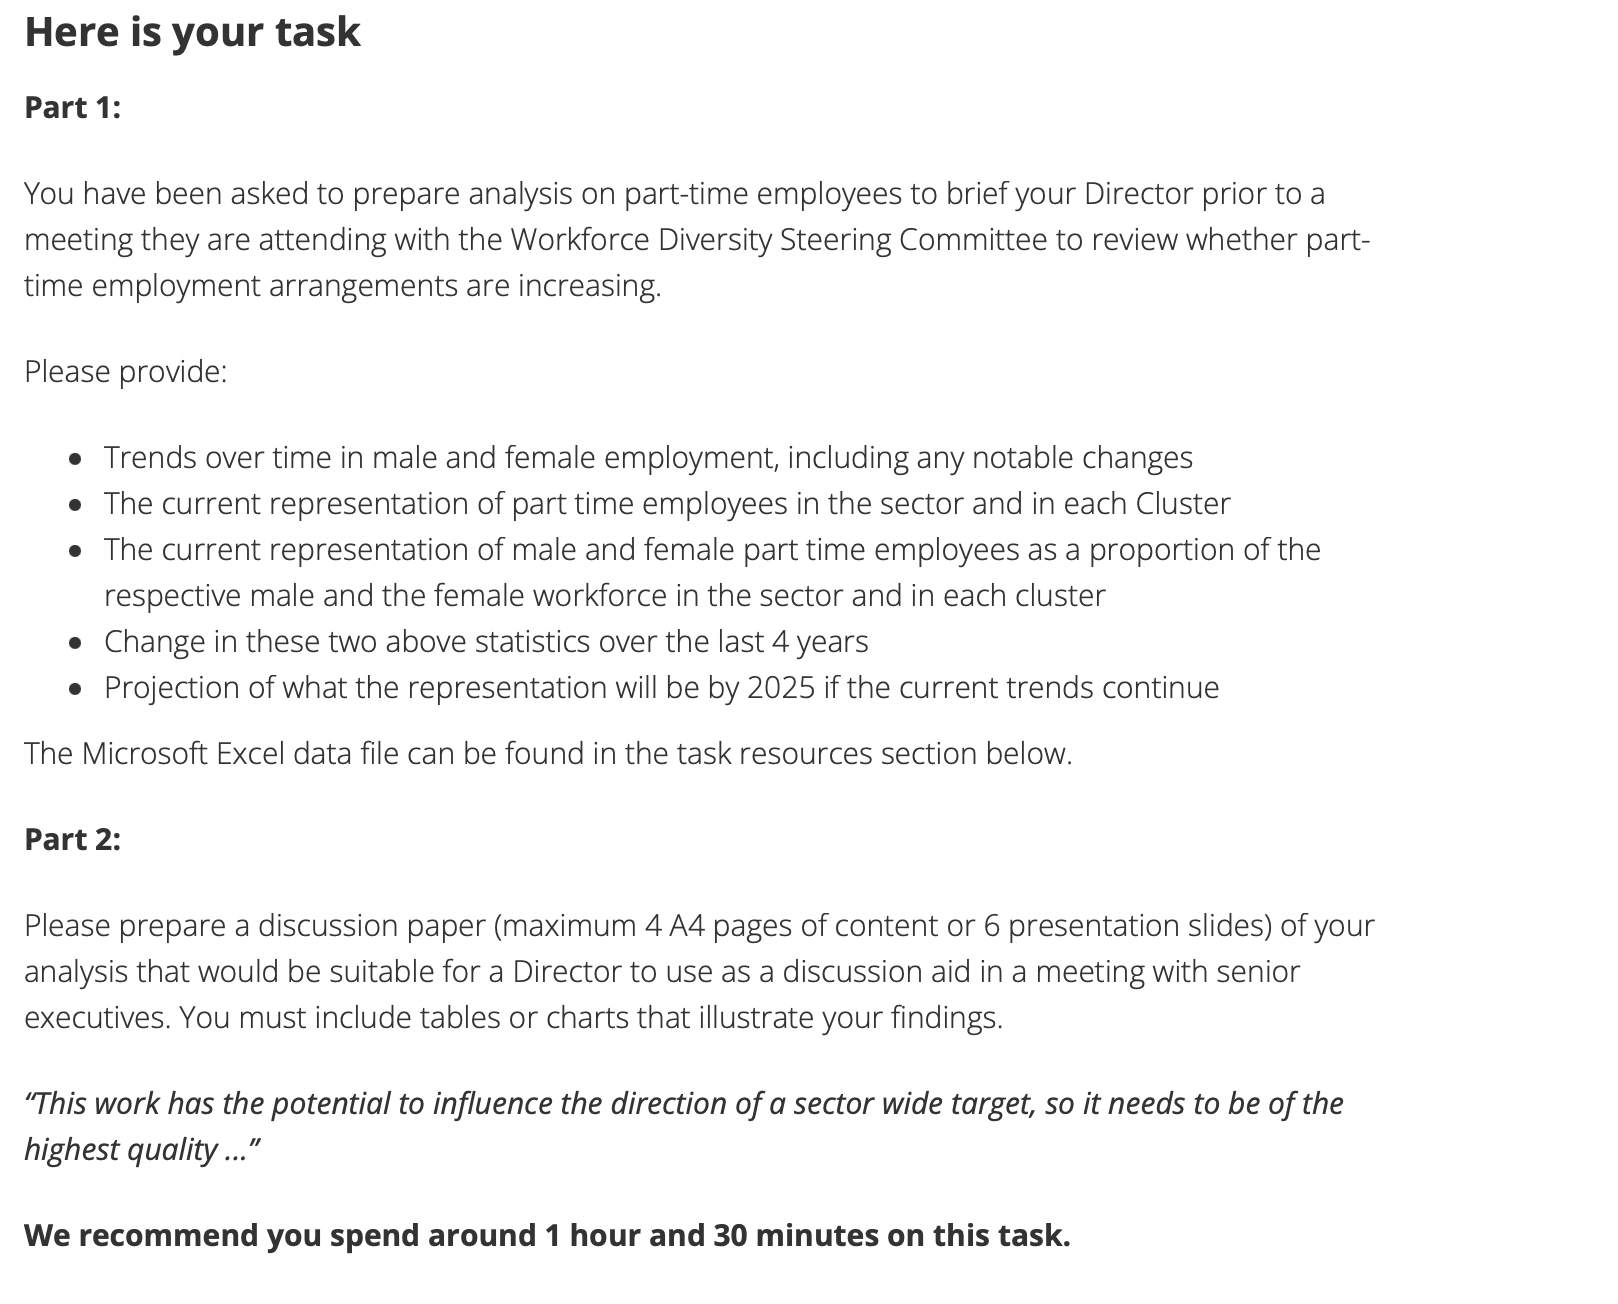 Here is your task
Part 1:
You have been asked to prepare analysis on part-time employees to brief your Director prior to a
meeting they are attending with the Workforce Diversity Steering Committee to review whether part-
time employment arrangements are increasing.
Please provide:
• Trends over time in male and female employment, including any notable changes
• The current representation of part time employees in the sector and in each Cluster
• The current representation of male and female part time employees as a proportion of the
respective male and the female workforce in the sector and in each cluster
• Change in these two above statistics over the last 4 years
• Projection of what the representation will be by 2025 if the current trends continue
The Microsoft Excel data file can be found in the task resources section below.
Part 2:
Please prepare a discussion paper (maximum 4 A4 pages of content or 6 presentation slides) of your
analysis that would be suitable for a Director to use as a discussion aid in a meeting with senior
executives. You must include tables or charts that illustrate your findings.
“This work has the potential to influence the direction of a sector wide target, so it needs to be of the
highest quality ...”
We recommend you spend around 1 hour and 30 minutes on this task.